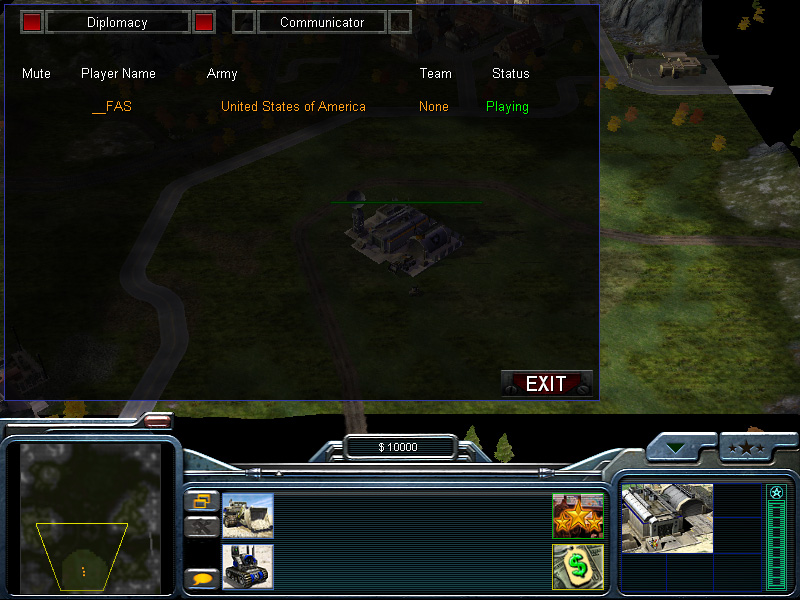 Diplomacy Communicator
Mute Player Name Army Team Status
__FAS United States of America None Playing
EXIT
$ 10000
$